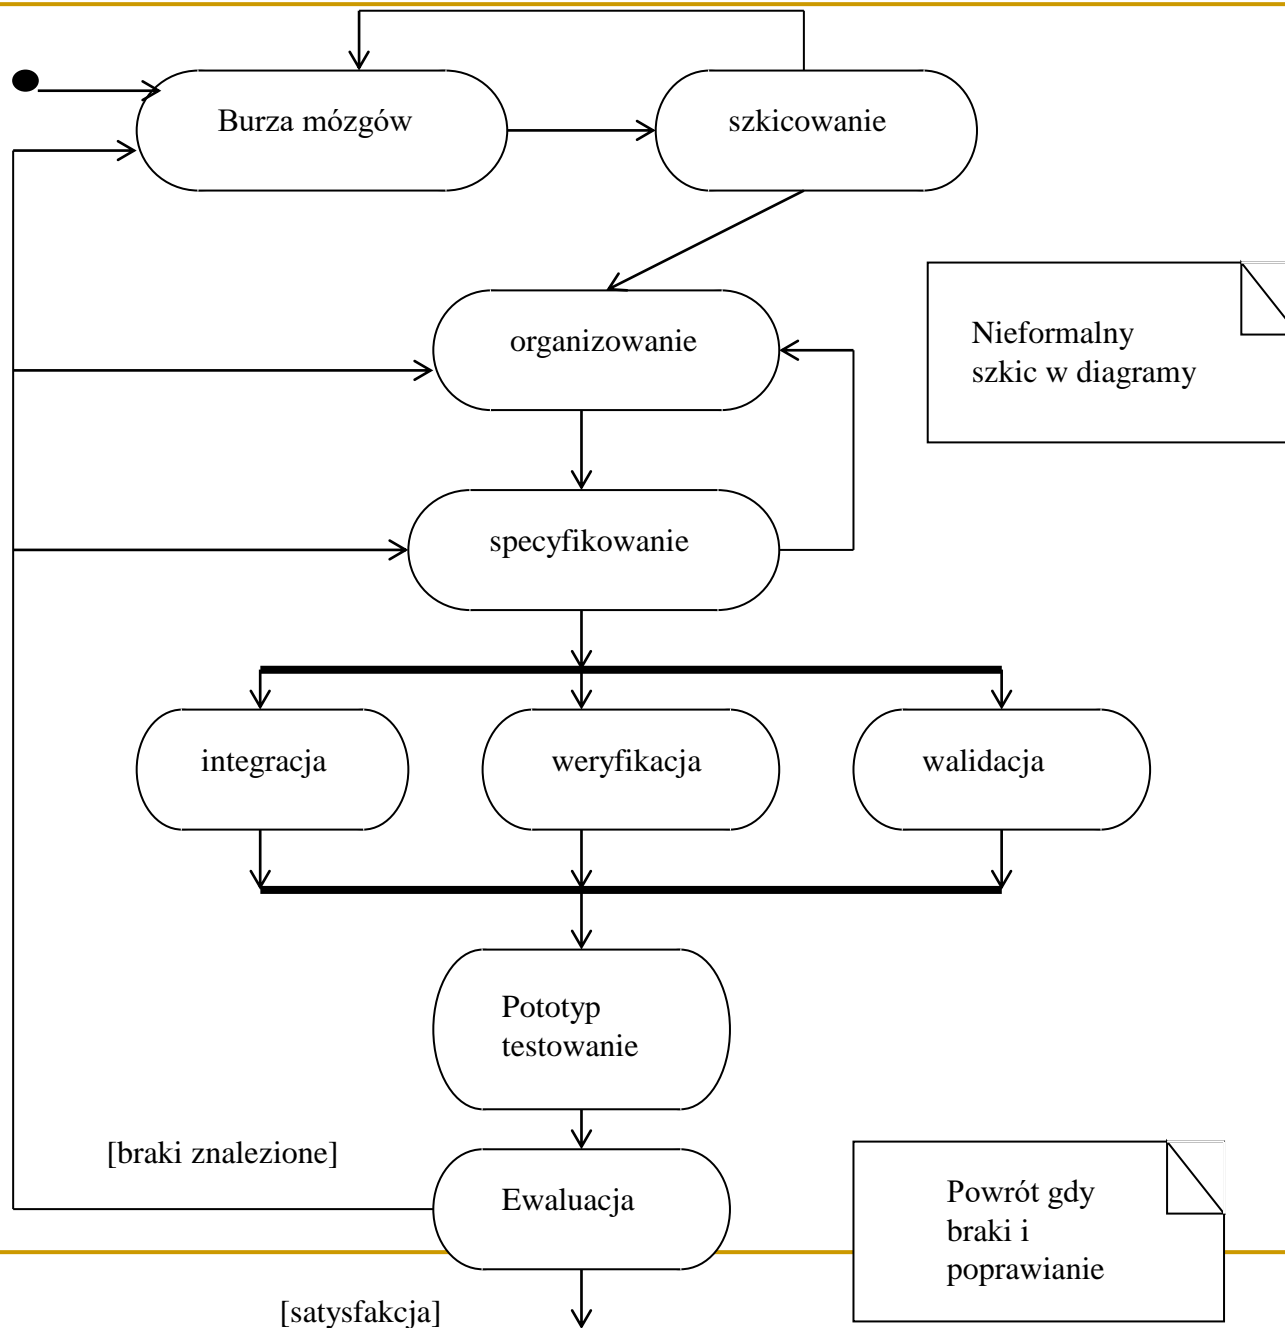 Burza mózgów
szkicowanie
organizowanie
Nieformalny
szkic w diagramy
specyfikowanie
integracja
weryfikacja
walidacja
Pototyp
testowanie
[braki znalezione]
Ewaluacja
Powrót gdy
braki i
poprawianie
[satysfakcja]